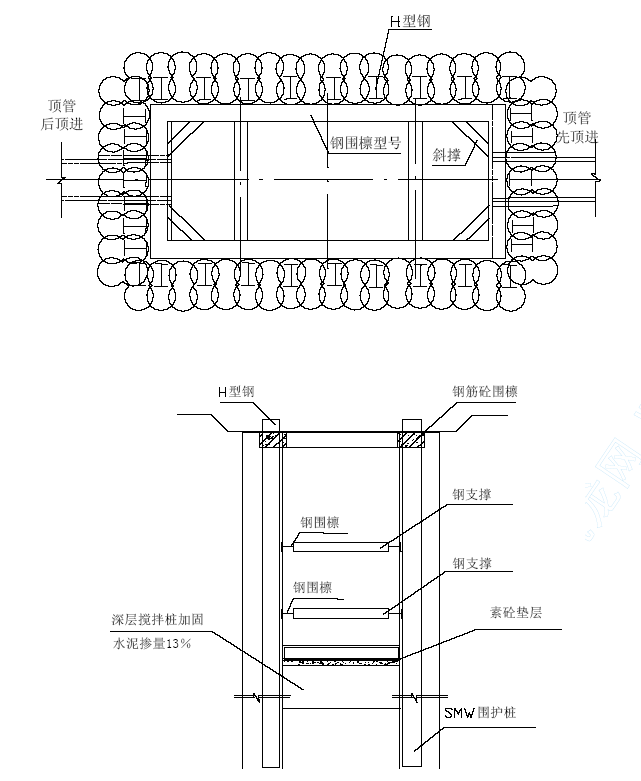 H型钢
顶管
后顶进
顶管
先顶进
钢围檩型号
斜撑
H型钢
钢筋砼围檩
钢支撑
钢围檩
钢支撑
钢围檩
素砼垫层
深层搅拌桩加固
水泥掺量13%
SMW围护桩
龙网